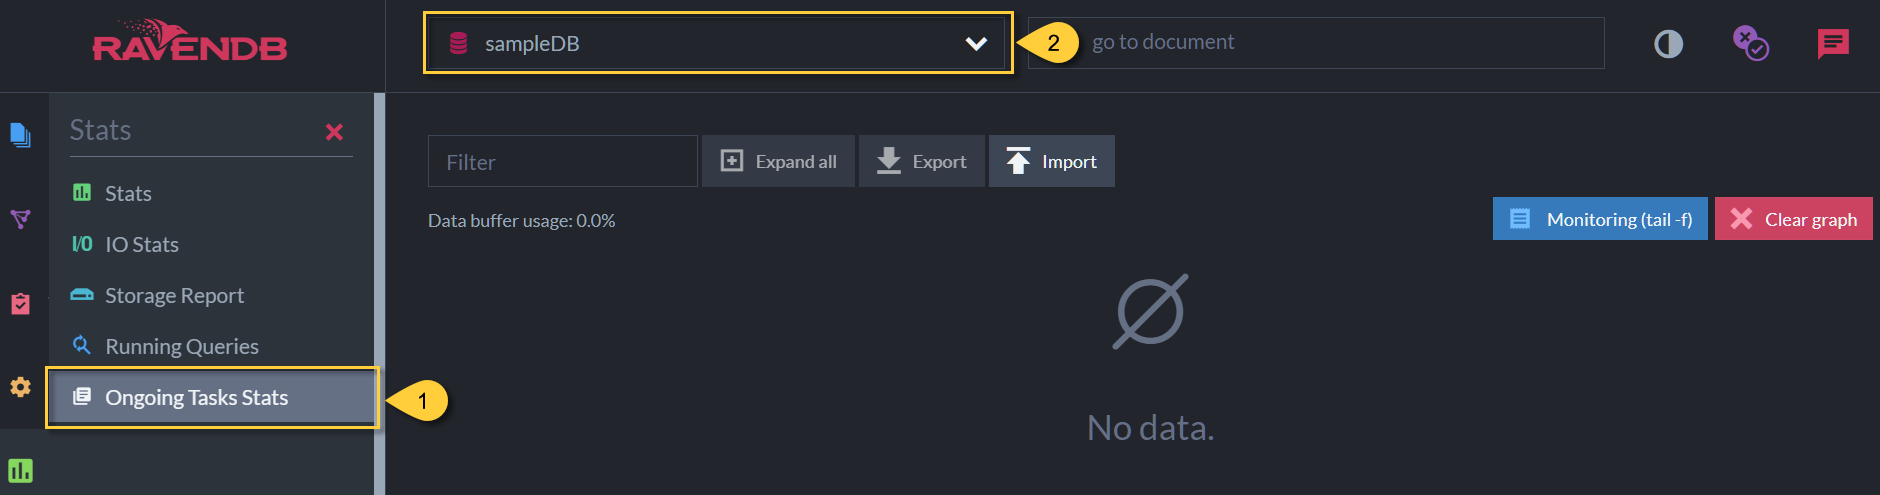 RAVENDB
sampleDB
2
go to document
Stats
Stats
I/O IO Stats
Storage Report
Running Queries
Ongoing Tasks Stats
1
Filter
Expand all
Export
Import
Data buffer usage: 0.0%
Monitoring (tail -f)
Clear graph
No data.